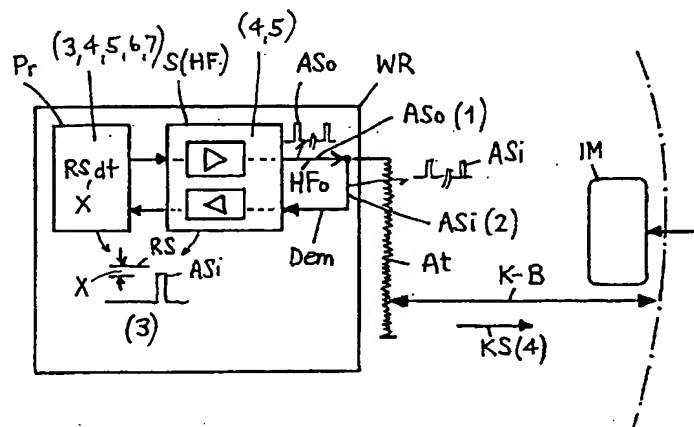 (3,4,5,6,7)
(4,5)
Pr
S(HF)
ASo
WR
ASo (1)
ASi
IM
RS, dt
X
HFo
ASi (2)
Dem
At
RS
X
ASi
(3)
K-B
KS(4)